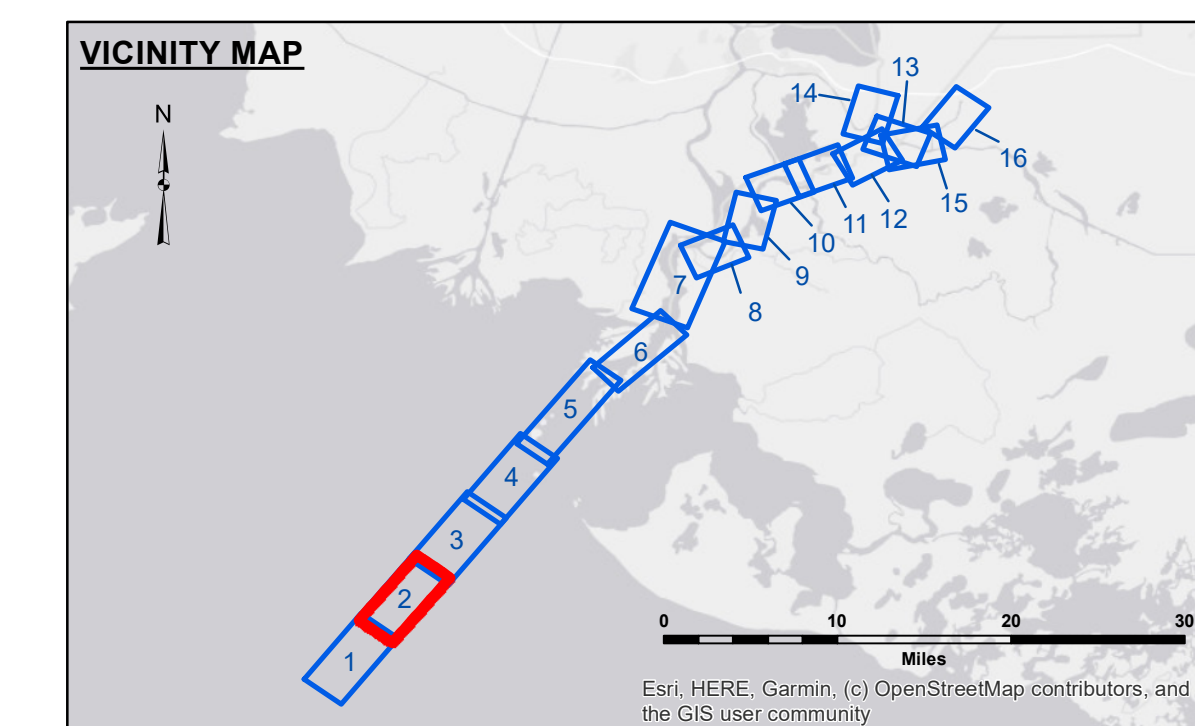 VICINITY MAP
N
13
14
16
15
12
11
10
9
8
7
6
5
4
3
2
1
0 10 20 30
Miles
Esri, HERE, Garmin, (c) OpenStreetMap contributors, and
the GIS user community